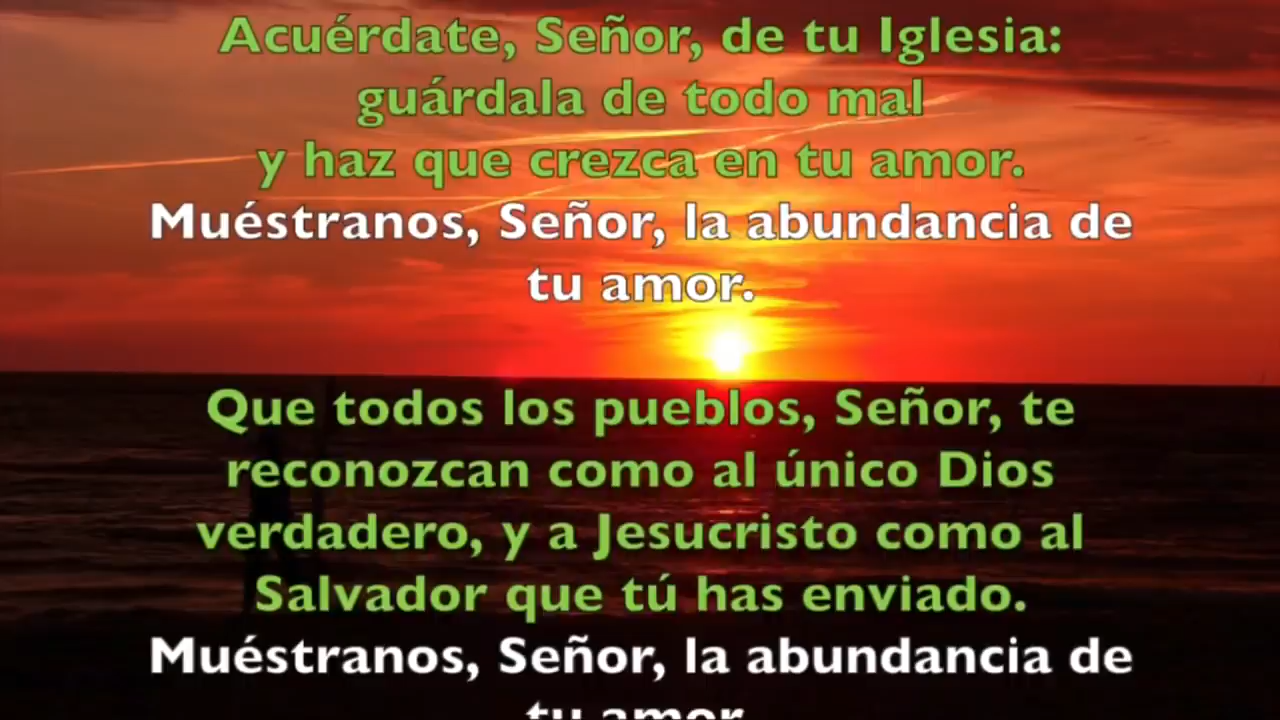 Acuérdate, Señor, de tu Iglesia:
guárdala de todo mal
y haz que crezca en tu amor.
Muéstranos, Señor, la abundancia de
tu amor.
Que todos los pueblos, Señor, te
reconozcan como al único Dios
verdadero, y a Jesucristo como al
Salvador que tú has enviado.
Muéstranos, Señor, la abundancia de
tu amor.